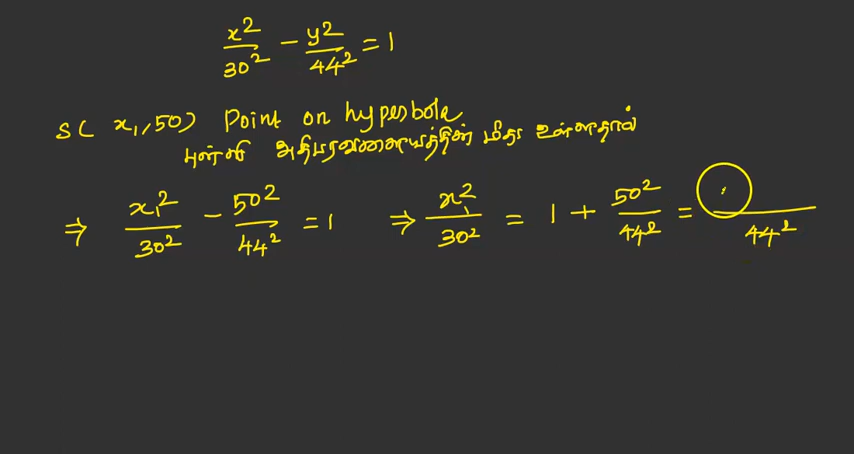 x²/30² − y²/44² = 1
S( x₁, 50) Point on hyperbola
புள்ளி அதிபரவளையத்தின் மீது உள்ளதால்
⇒ x₁²/30² − 50²/44² = 1 ⇒ x₁²/30² = 1 + 50²/44² = /44²